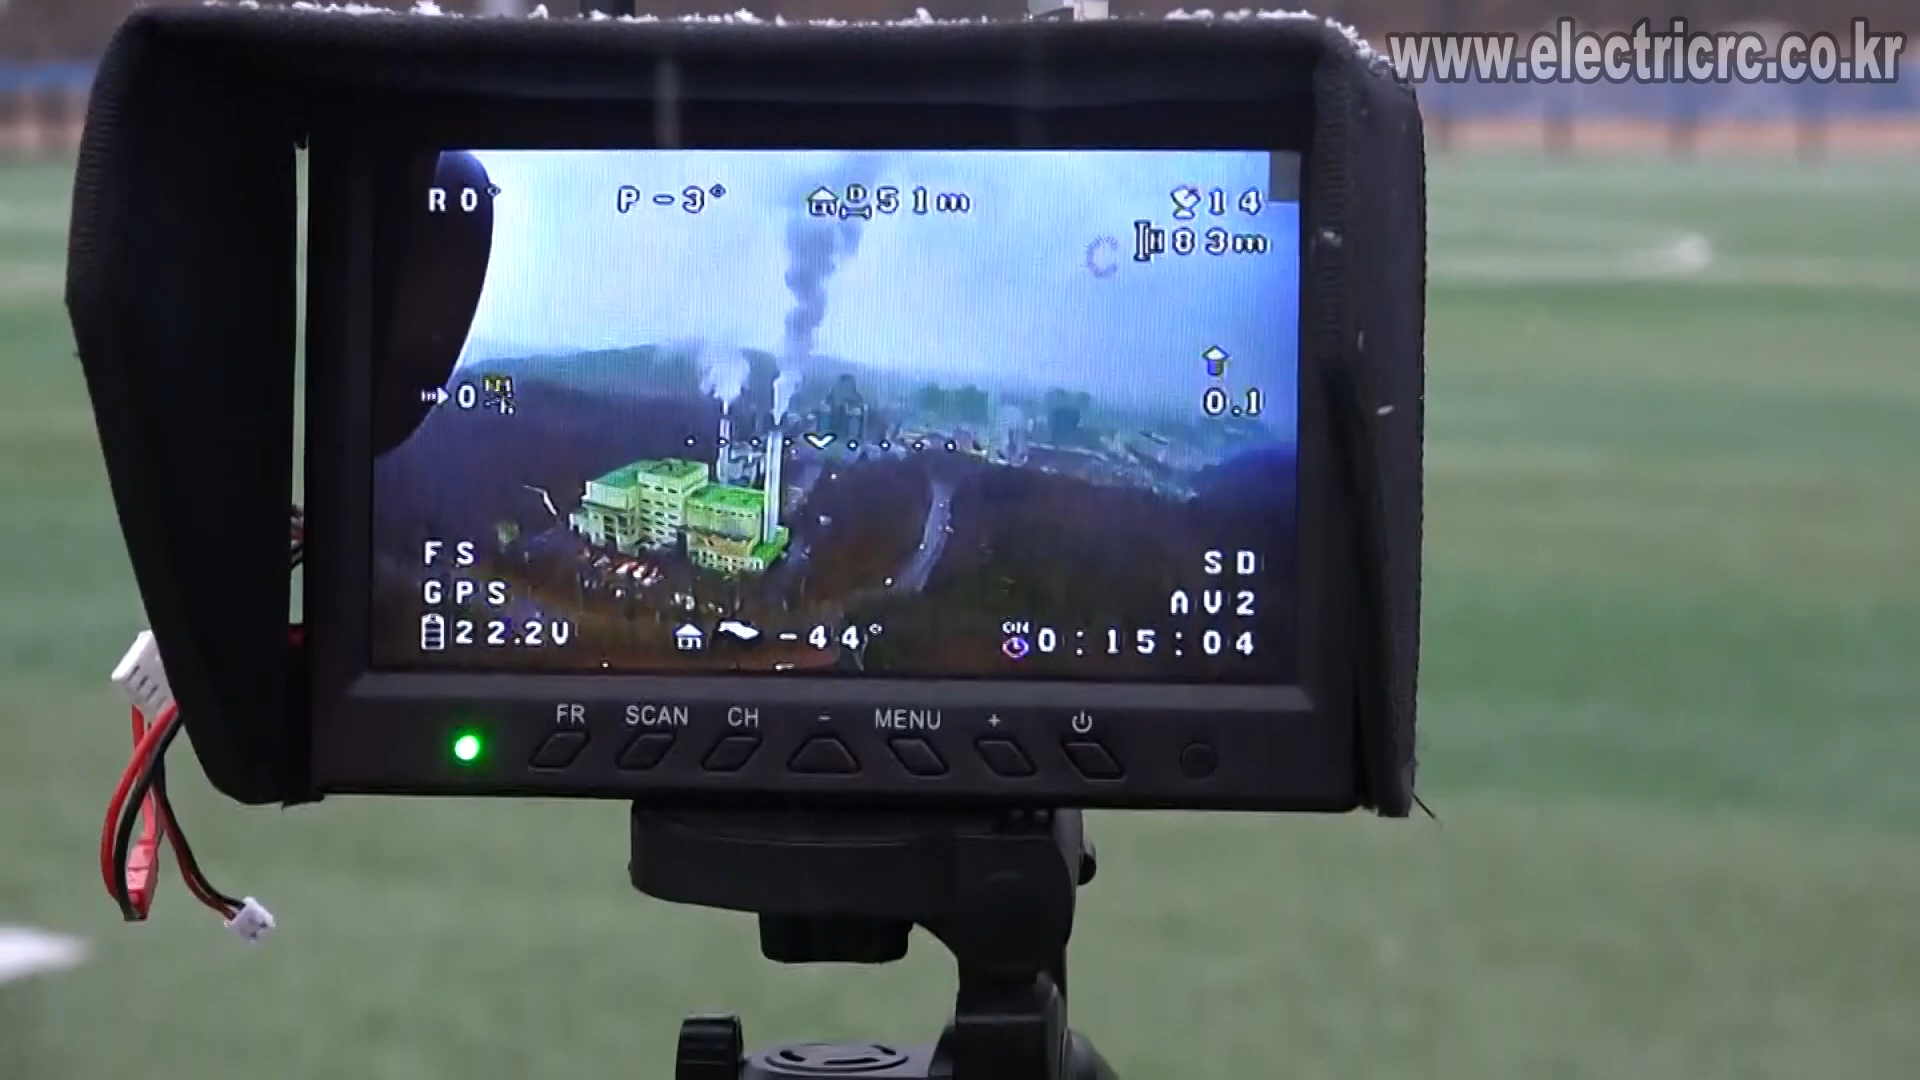 www.electricrc.co.kr
R 0°
P -3°
D 51m
14
H 83m
0
0.1
FS
GPS
22.2V
SD
AV2
-44°
ON 0:15:04
FR SCAN CH - MENU +